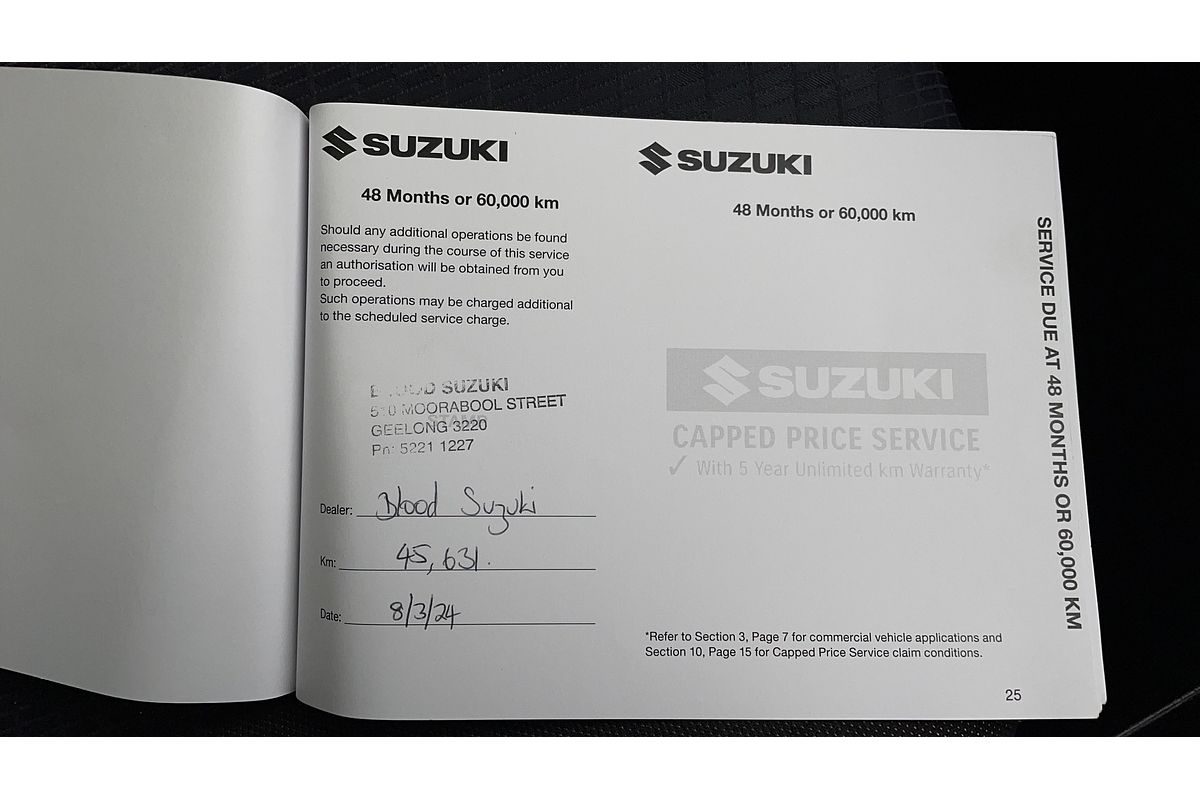 SUZUKI
48 Months or 60,000 km
Should any additional operations be found
necessary during the course of this service
an authorisation will be obtained from you
to proceed.
Such operations may be charged additional
to the scheduled service charge.
SUZUKI
MOORABOOL STREET
STAMP
GEELONG 3220
Ph: 5221 1227
Dealer: Blood Suzuki
Km: 45,631.
Date: 8/3/24
SUZUKI
48 Months or 60,000 km
SUZUKI
CAPPED PRICE SERVICE
✓ With 5 Year Unlimited km Warranty*
*Refer to Section 3, Page 7 for commercial vehicle applications and
Section 10, Page 15 for Capped Price Service claim conditions.
25
SERVICE DUE AT 48 MONTHS OR 60,000 KM